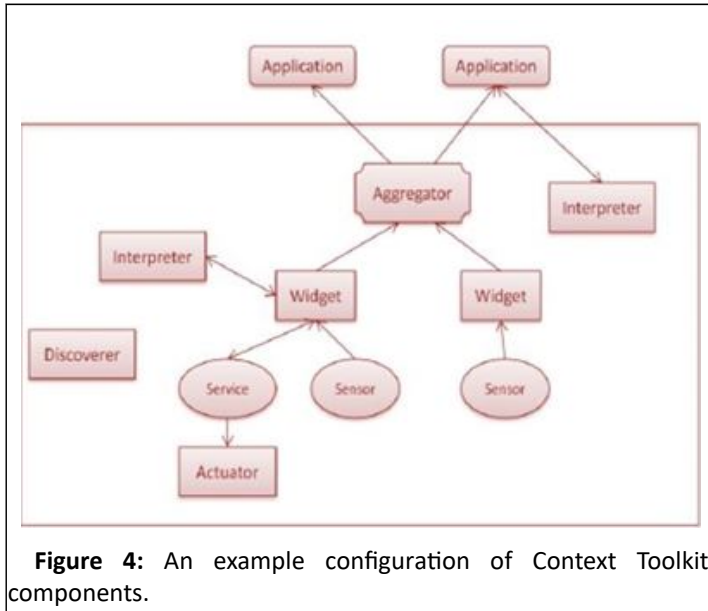 Application Application
Aggregator
Interpreter
Interpreter
Widget Widget
Discoverer
Service Sensor Sensor
Actuator
Figure 4: An example configuration of Context Toolkit
components.